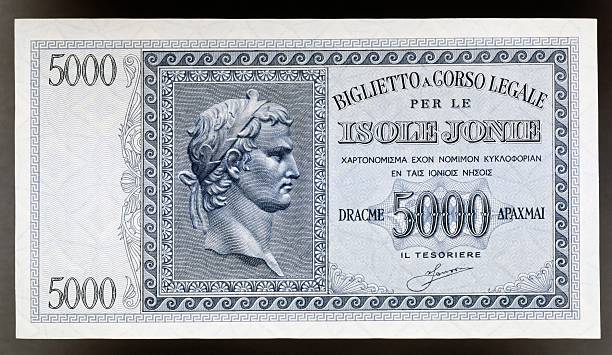 5000
BIGLIETTO A CORSO LEGALE
PER LE
ISOLE JONIE
ΧΑΡΤΟΝΟΜΙΣΜΑ ΕΧΟΝ ΝΟΜΙΜΟΝ ΚΥΚΛΟΦΟΡΙΑΝ
ΕΝ ΤΑΙΣ ΙΟΝΙΟΙΣ ΝΗΣΟΙΣ
DRACME 5000 ΔΡΑΧΜΑΙ
IL TESORIERE
5000